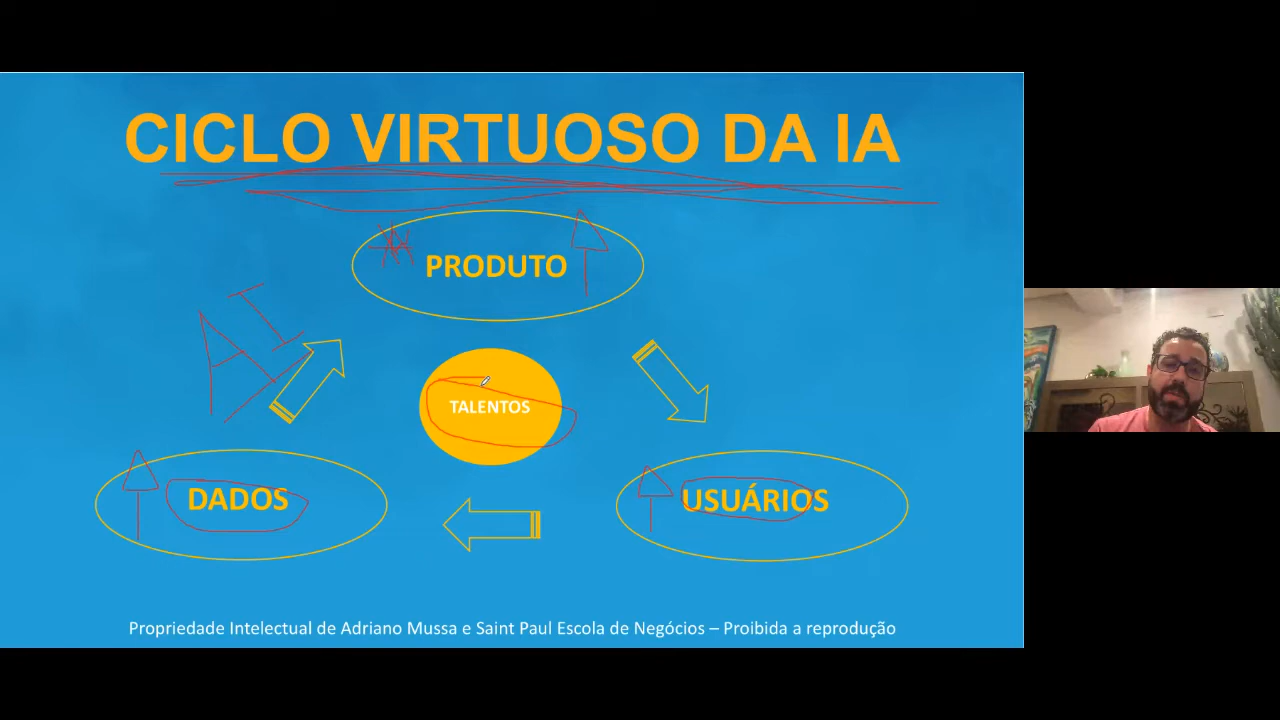 CICLO VIRTUOSO DA IA
PRODUTO
AI
TALENTOS
DADOS
USUÁRIOS
Propriedade Intelectual de Adriano Mussa e Saint Paul Escola de Negócios – Proibida a reprodução